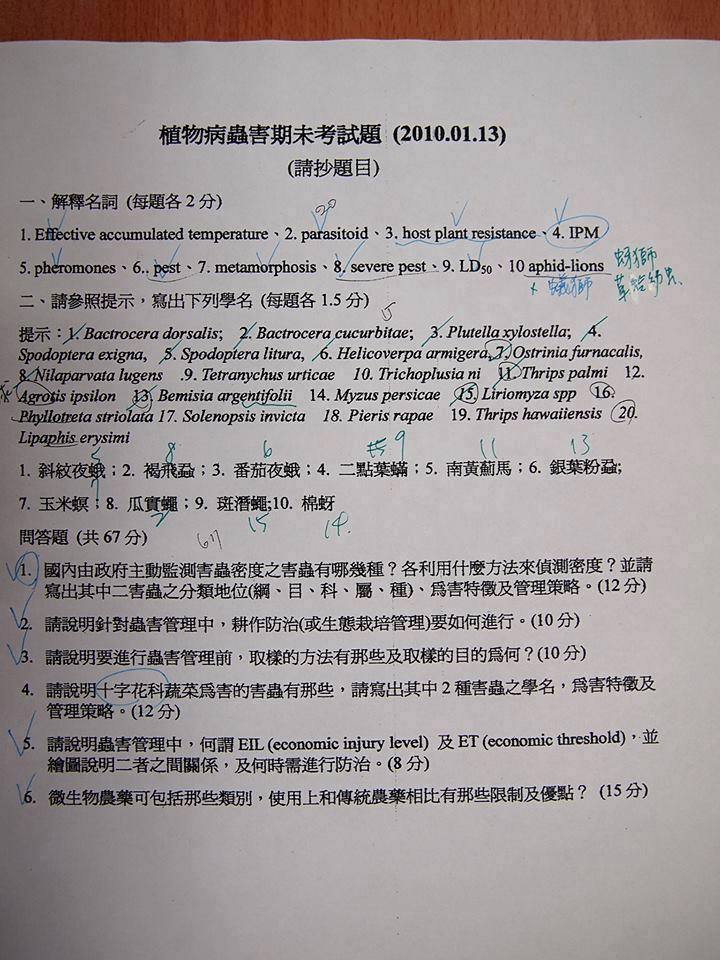 植物病蟲害期未考試題 (2010.01.13)
(請抄題目)
一、解釋名詞 (每題各 2 分)
20
1. Effective accumulated temperature、2. parasitoid、3. host plant resistance、4. IPM
5. pheromones、6.. pest、7. metamorphosis、8. severe pest、9. LD50、10 aphid-lions
蚜獅
x 蟻獅
二、請參照提示，寫出下列學名 (每題各 1.5 分)
15
提示：1. Bactrocera dorsalis; 2. Bactrocera cucurbitae; 3. Plutella xylostella; 4.
Spodoptera exigna, 5. Spodoptera litura, 6. Helicoverpa armigera, 7. Ostrinia furnacalis,
8. Nilaparvata lugens .9. Tetranychus urticae 10. Trichoplusia ni 11. Thrips palmi 12.
Agrotis ipsilon 13. Bemisia argentifolii 14. Myzus persicae 15. Liriomyza spp 16.
Phyllotreta striolata 17. Solenopsis invicta 18. Pieris rapae 19. Thrips hawaiiensis 20.
Lipaphis erysimi
5 8 6 9 11 13
1. 斜紋夜蛾；2. 褐飛蝨；3. 番茄夜蛾；4. 二點葉蟎；5. 南黃薊馬；6. 銀葉粉蝨;
7
7. 玉米螟；8. 瓜實蠅；9. 斑潛蠅;10. 棉蚜
2 15 14.
問答題 (共 67 分)
67
1. 國內由政府主動監測害蟲密度之害蟲有哪幾種？各利用什麼方法來偵測密度？並請
寫出其中二害蟲之分類地位(綱、目、科、屬、種)、為害特徵及管理策略。(12 分)
2. 請說明針對蟲害管理中，耕作防治(或生態栽培管理)要如何進行。(10 分)
3. 請說明要進行蟲害管理前，取樣的方法有那些及取樣的目的為何？(10 分)
4. 請說明十字花科蔬菜為害的害蟲有那些，請寫出其中 2 種害蟲之學名，為害特徵及
管理策略。(12 分)
5. 請說明蟲害管理中，何謂 EIL (economic injury level) 及 ET (economic threshold)，並
繪圖說明二者之間關係，及何時需進行防治。(8 分)
6. 微生物農藥可包括那些類別，使用上和傳統農藥相比有那些限制及優點？ (15 分)